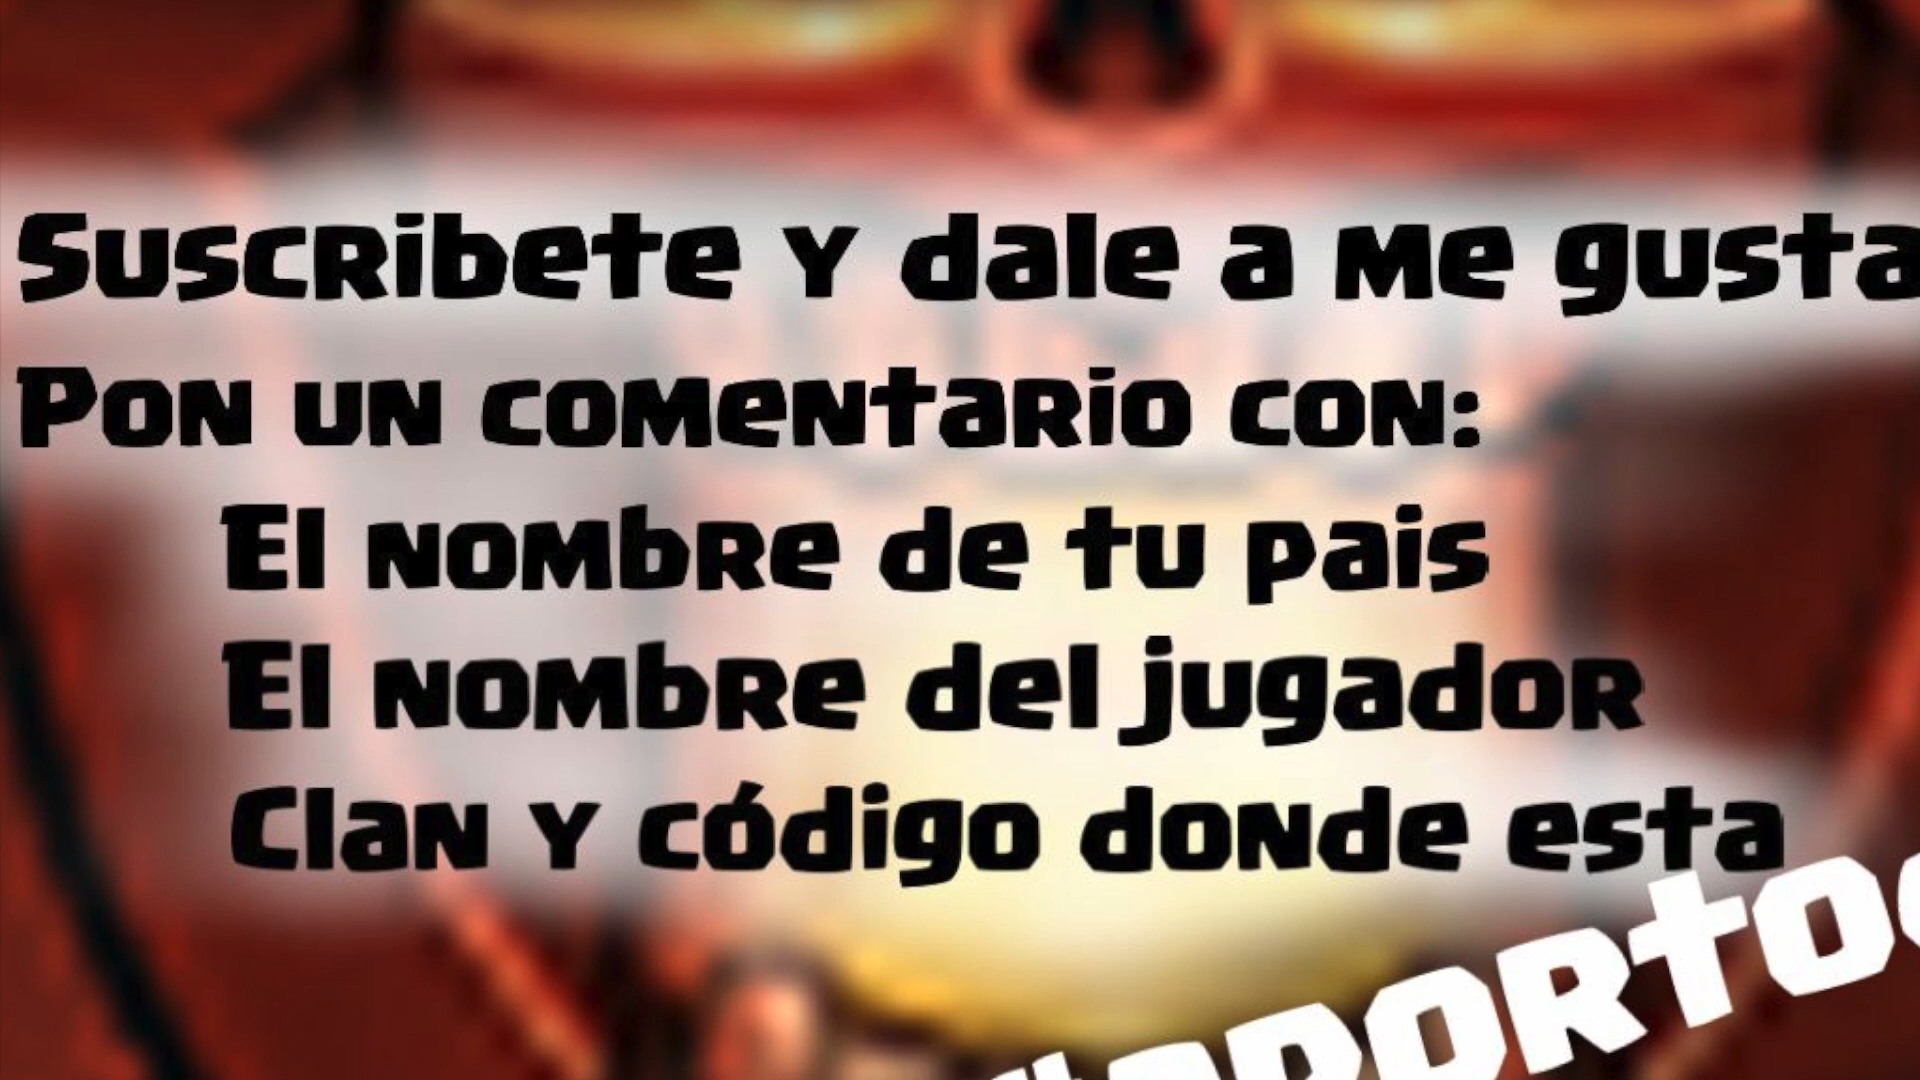 Suscribete y dale a me gusta
Pon un comentario con:
El nombre de tu pais
El nombre del jugador
Clan y código donde esta